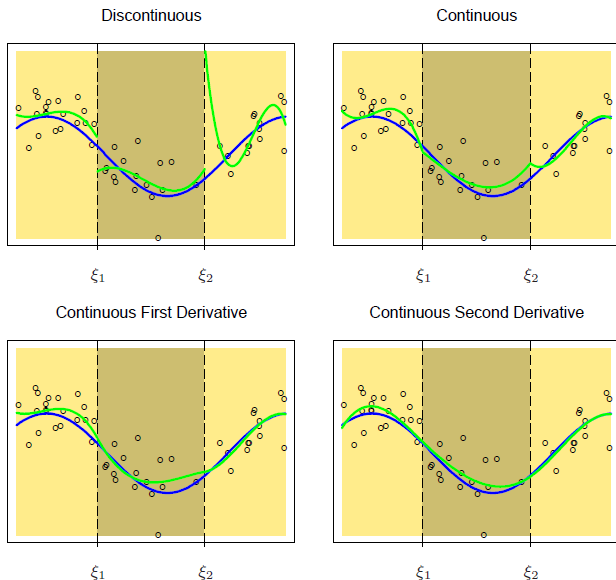 Discontinuous
Continuous
ξ1
ξ2
ξ1
ξ2
Continuous First Derivative
Continuous Second Derivative
ξ1
ξ2
ξ1
ξ2